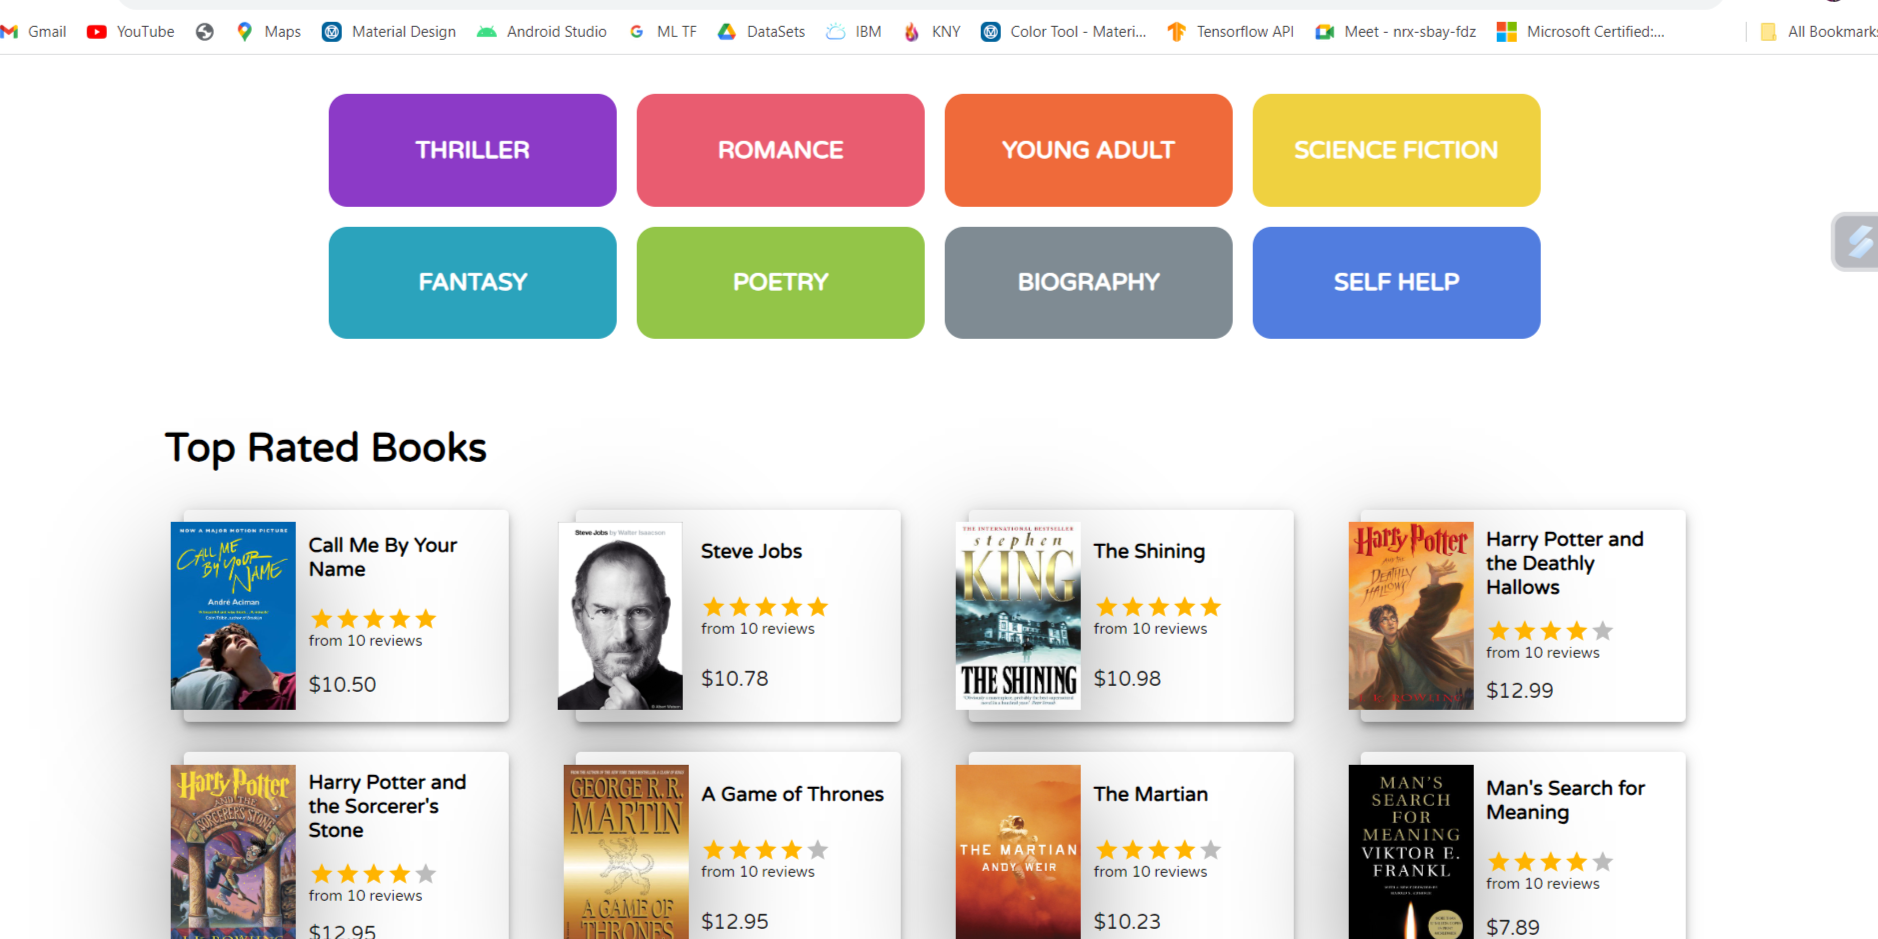 Gmail YouTube Maps Material Design Android Studio ML TF DataSets IBM KNY Color Tool - Materi... Tensorflow API Meet - nrx-sbay-fdz Microsoft Certified:... All Bookmarks
THRILLER ROMANCE YOUNG ADULT SCIENCE FICTION
FANTASY POETRY BIOGRAPHY SELF HELP
Top Rated Books
NOW A MAJOR MOTION PICTURE
CALL ME
BY YOUR
NAME
André Aciman
Call Me By Your
Name
from 10 reviews
$10.50
Steve Jobs by Walter Isaacson
Steve Jobs
from 10 reviews
$10.78
THE INTERNATIONAL BESTSELLER
stephen
KING
THE SHINING
The Shining
from 10 reviews
$10.98
Harry Potter
AND THE
DEATHLY
HALLOWS
J.K. ROWLING
Harry Potter and
the Deathly
Hallows
from 10 reviews
$12.99
Harry Potter
AND THE
SORCERER'S STONE
J.K. ROWLING
Harry Potter and
the Sorcerer's
Stone
from 10 reviews
$12.95
GEORGE R.R.
MARTIN
A GAME OF
THRONES
A Game of Thrones
from 10 reviews
$12.95
THE MARTIAN
ANDY WEIR
The Martian
from 10 reviews
$10.23
MAN'S
SEARCH
FOR
MEANING
VIKTOR E.
FRANKL
Man's Search for
Meaning
from 10 reviews
$7.89